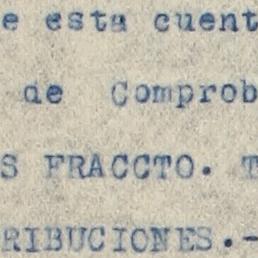 e esta cuent
de Comprob
S FRACCTO. T
RIBUCIONES.-